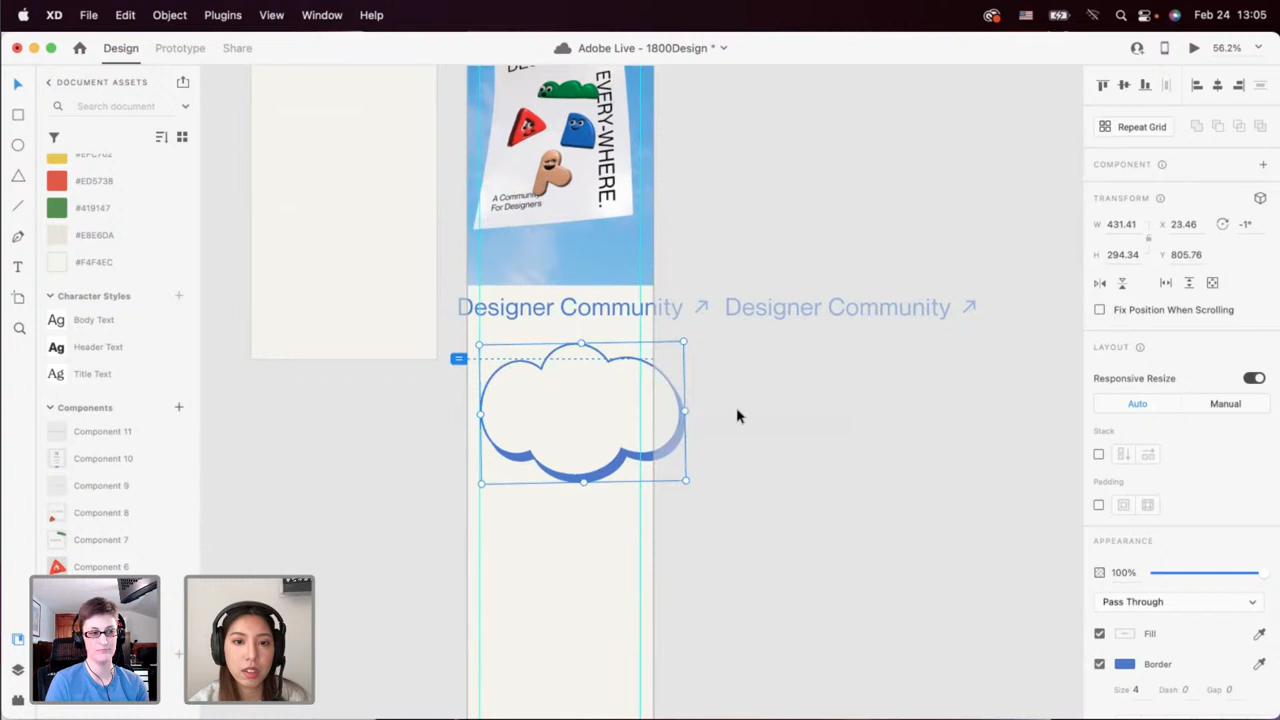 XD File Edit Object Plugins View Window Help Feb 24 13:05
Design Prototype Share Adobe Live - 1800Design * 56.2%
DOCUMENT ASSETS
Search document
#EFC702
#ED5738
#419147
#E8E6DA
#F4F4EC
Character Styles
Ag Body Text
Ag Header Text
Ag Title Text
Components
Component 11
Component 10
Component 9
Component 8
Component 7
Component 6
EVERY-WHERE.
A Community
For Designers
Designer Community ↗ Designer Community ↗
Repeat Grid
COMPONENT
TRANSFORM
W 431.41 X 23.46 -1°
H 294.34 Y 805.76
Fix Position When Scrolling
LAYOUT
Responsive Resize
Auto Manual
Stack
Padding
APPEARANCE
100%
Pass Through
Fill
Border
Size 4 Dash 0 Gap 0